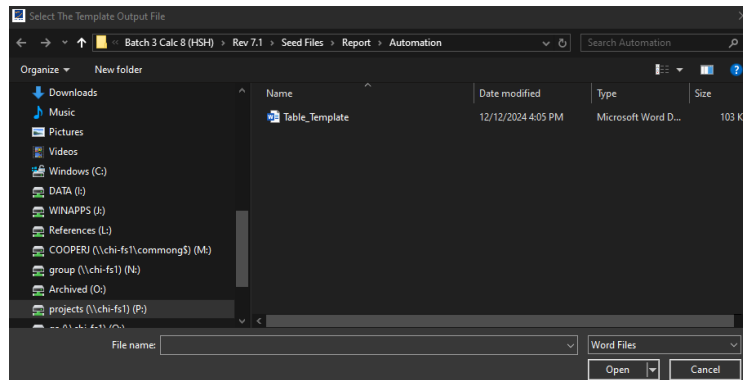 Select The Template Output File
« Batch 3 Calc 8 (HSH) › Rev 7.1 › Seed Files › Report › Automation
Search Automation
Organize
New folder
Name
Date modified
Type
Size
Downloads
Table_Template
12/12/2024 4:05 PM
Microsoft Word D...
103 K
Music
Pictures
Videos
Windows (C:)
DATA (I:)
WINAPPS (J:)
References (L:)
COOPERJ (\\chi-fs1\commong$) (M:)
group (\\chi-fs1) (N:)
Archived (O:)
projects (\\chi-fs1) (P:)
File name:
Word Files
Open
Cancel